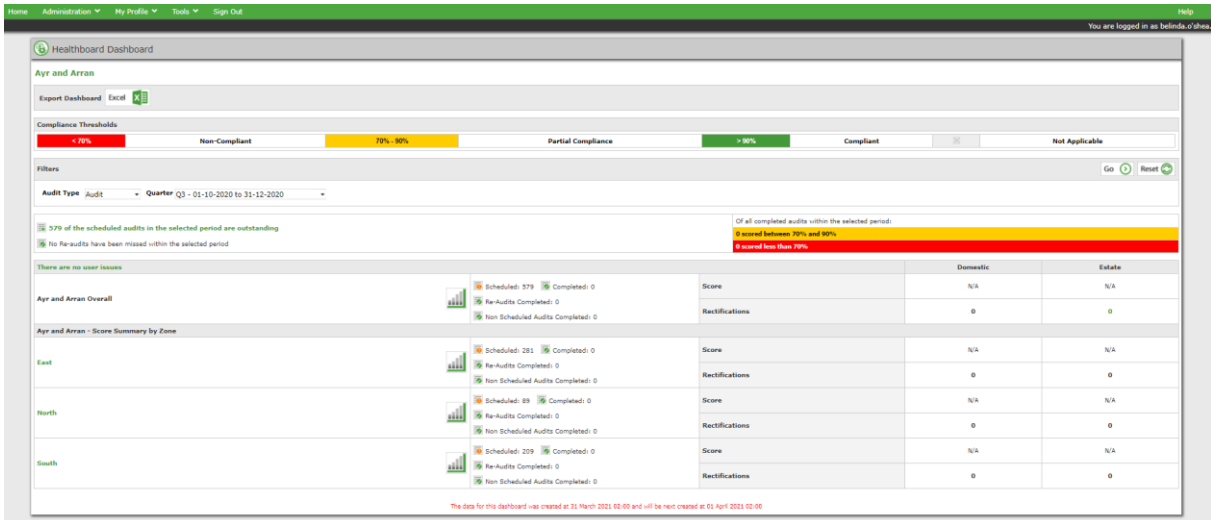 Home Administration My Profile Tools Sign Out Help
You are logged in as belinda.o'shea.
Healthboard Dashboard
Ayr and Arran
Export Dashboard Excel
Compliance Thresholds
< 70% Non-Compliant 70% - 90% Partial Compliance > 90% Compliant Not Applicable
Filters Go Reset
Audit Type Audit Quarter Q3 - 01-10-2020 to 31-12-2020
579 of the scheduled audits in the selected period are outstanding
No Re-audits have been missed within the selected period
Of all completed audits within the selected period:
0 scored between 70% and 90%
0 scored less than 70%
There are no user issues Domestic Estate
Ayr and Arran Overall
Scheduled: 579 Completed: 0
Re-Audits Completed: 0
Non Scheduled Audits Completed: 0
Score N/A N/A
Rectifications 0 0
Ayr and Arran - Score Summary by Zone
East
Scheduled: 281 Completed: 0
Re-Audits Completed: 0
Non Scheduled Audits Completed: 0
Score N/A N/A
Rectifications 0 0
North
Scheduled: 89 Completed: 0
Re-Audits Completed: 0
Non Scheduled Audits Completed: 0
Score N/A N/A
Rectifications 0 0
South
Scheduled: 209 Completed: 0
Re-Audits Completed: 0
Non Scheduled Audits Completed: 0
Score N/A N/A
Rectifications 0 0
The data for this dashboard was created at 31 March 2021 02:00 and will be next created at 01 April 2021 02:00